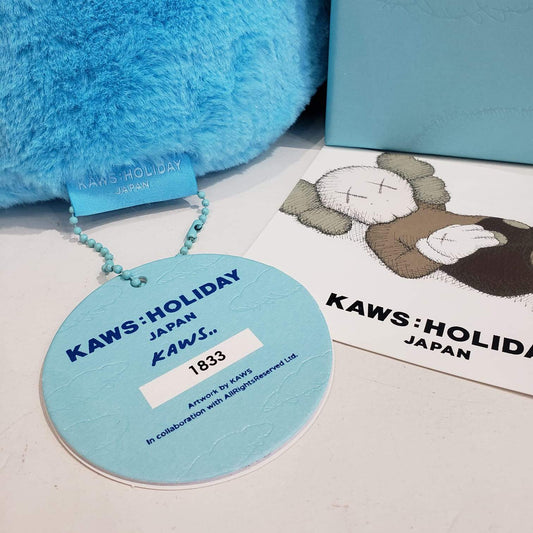 KAWS:HOLIDAY
JAPAN
KAWS:HOLIDAY
JAPAN
KAWS..
1833
Artwork by KAWS
In collaboration with AllRightsReserved Ltd.
KAWS:HOLIDA
JAPAN